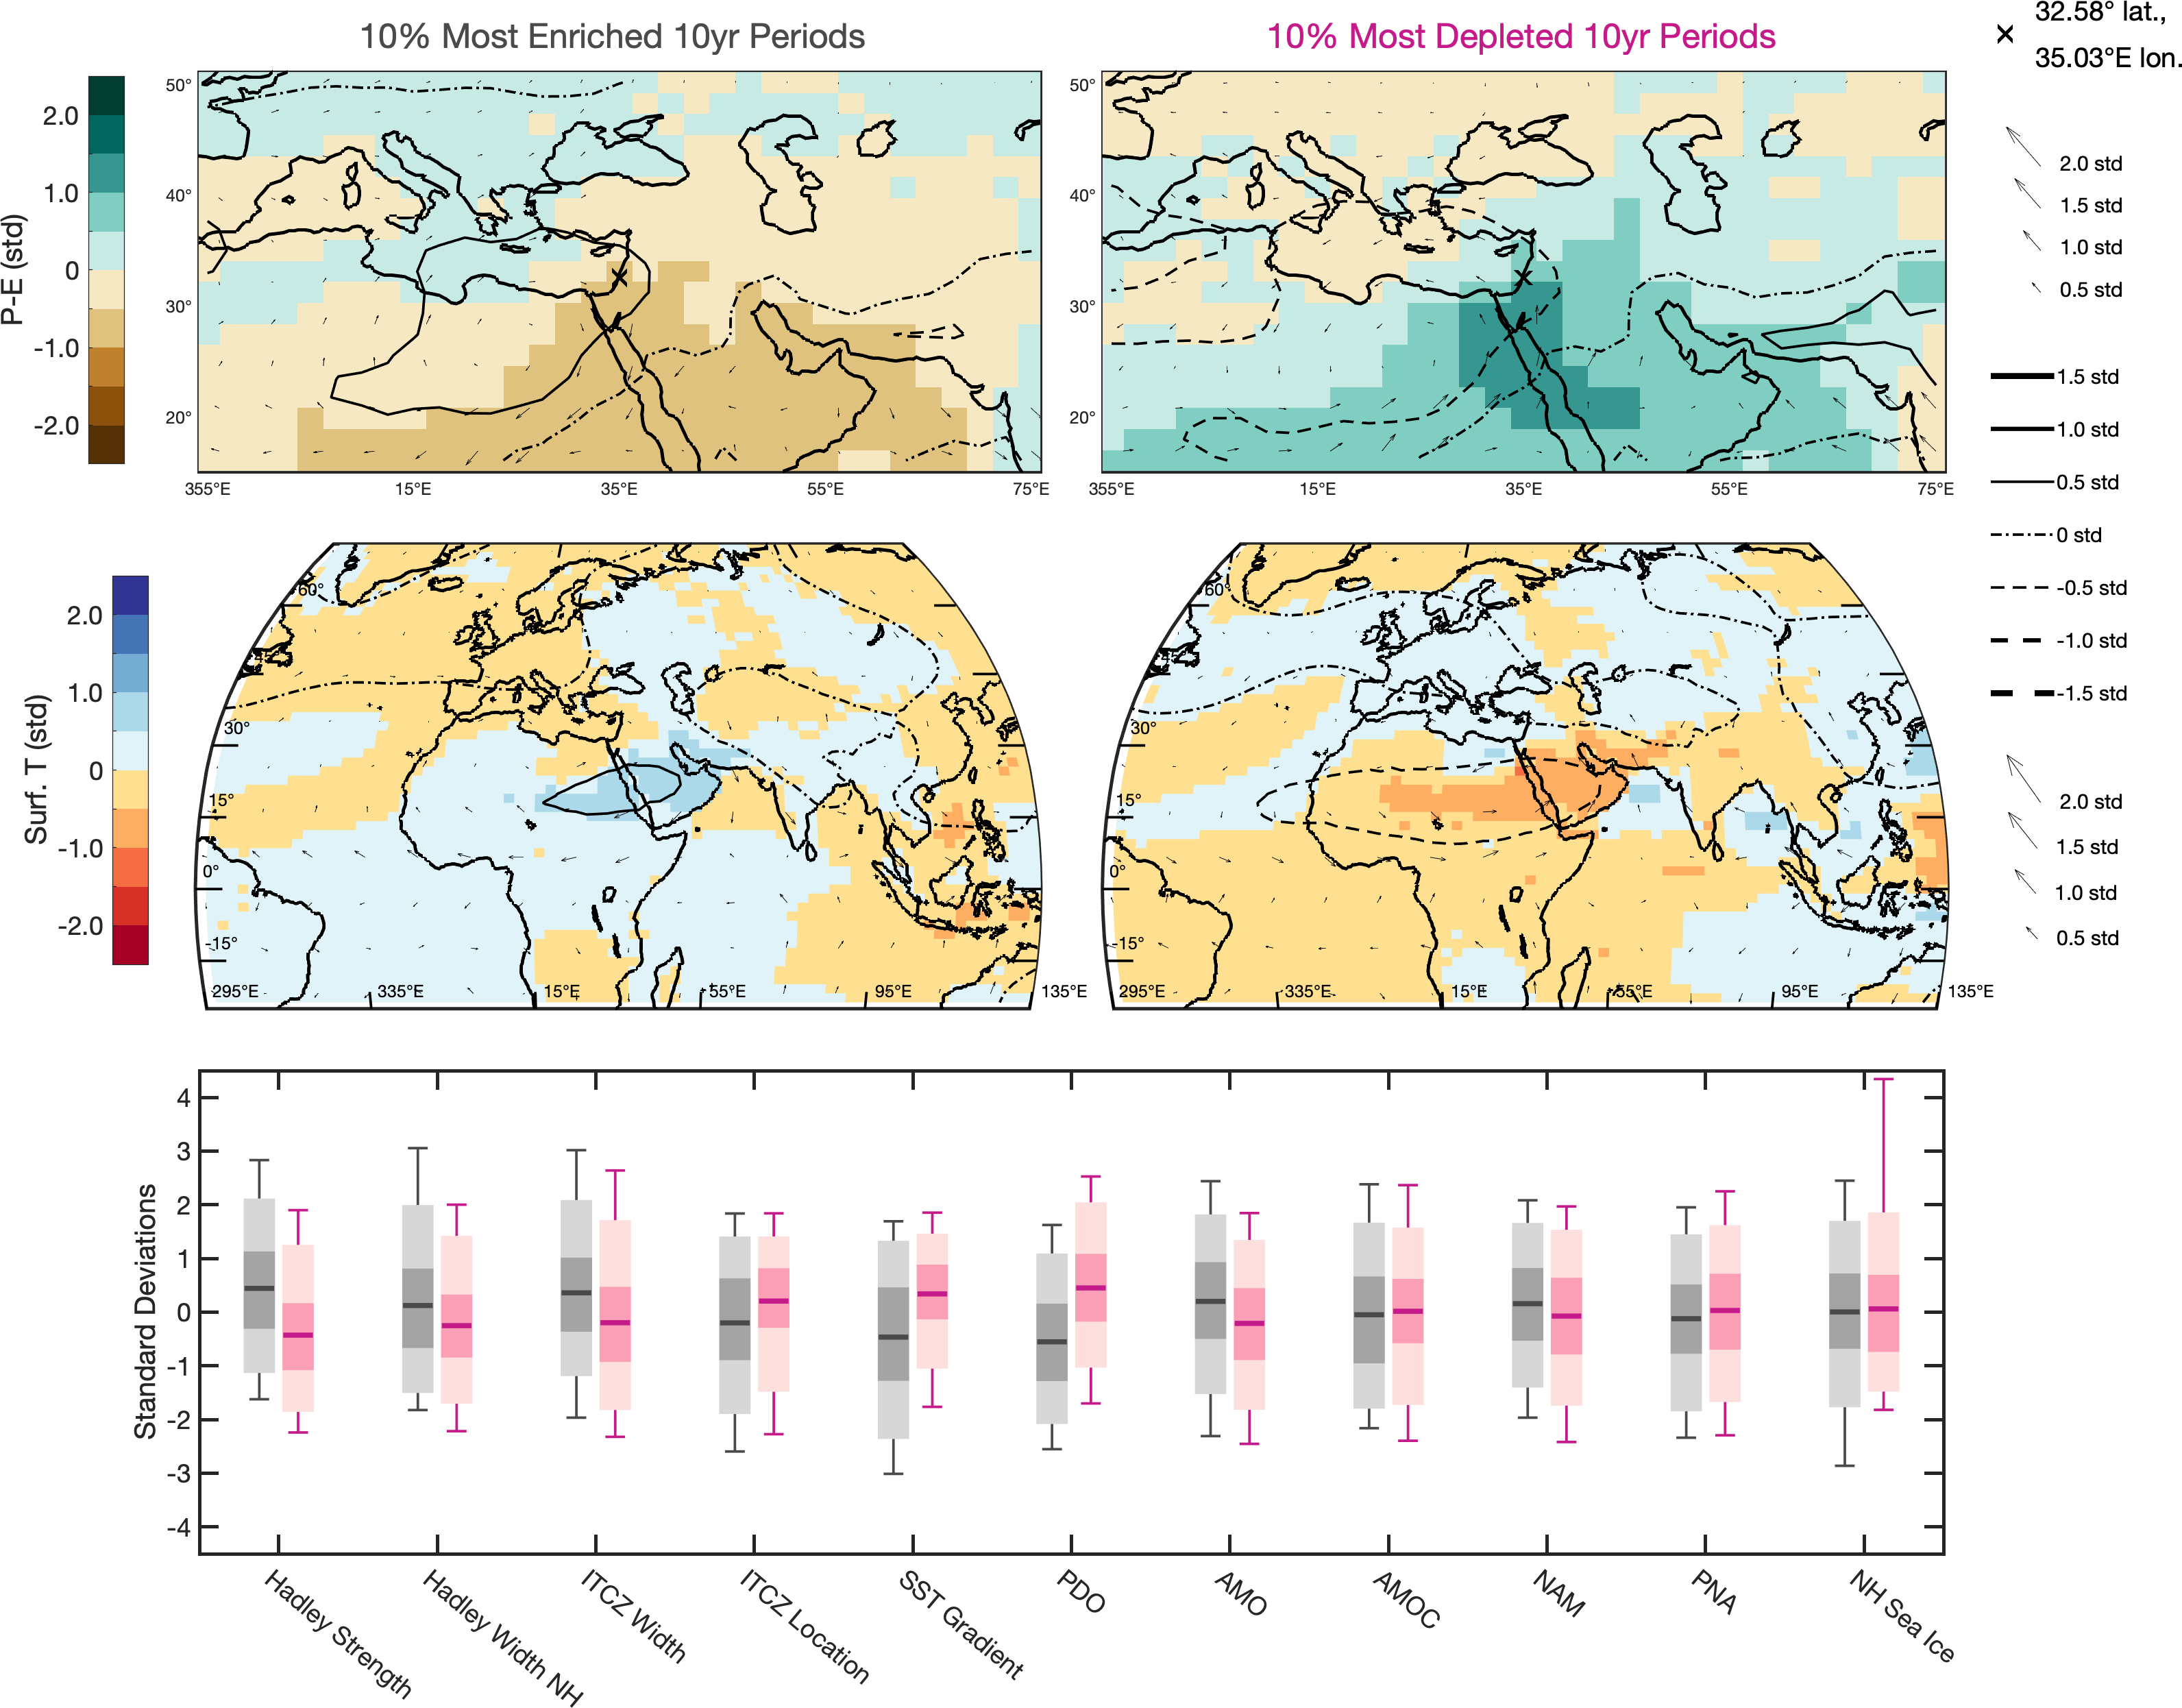 10% Most Enriched 10yr Periods
10% Most Depleted 10yr Periods
32.58° lat.,
35.03°E lon.
P-E (std)
2.0
1.0
0
-1.0
-2.0
50°
40°
30°
20°
355°E
15°E
35°E
55°E
75°E
50°
40°
30°
20°
355°E
15°E
35°E
55°E
75°E
2.0 std
1.5 std
1.0 std
0.5 std
1.5 std
1.0 std
0.5 std
0 std
-0.5 std
-1.0 std
-1.5 std
Surf. T (std)
2.0
1.0
0
-1.0
-2.0
60°
30°
15°
0°
-15°
295°E
335°E
15°E
55°E
95°E
135°E
60°
30°
15°
0°
-15°
295°E
335°E
15°E
55°E
95°E
135°E
2.0 std
1.5 std
1.0 std
0.5 std
Standard Deviations
4
3
2
1
0
-1
-2
-3
-4
Hadley Strength
Hadley Width NH
ITCZ Width
ITCZ Location
SST Gradient
PDO
AMO
AMOC
NAM
PNA
NH Sea Ice